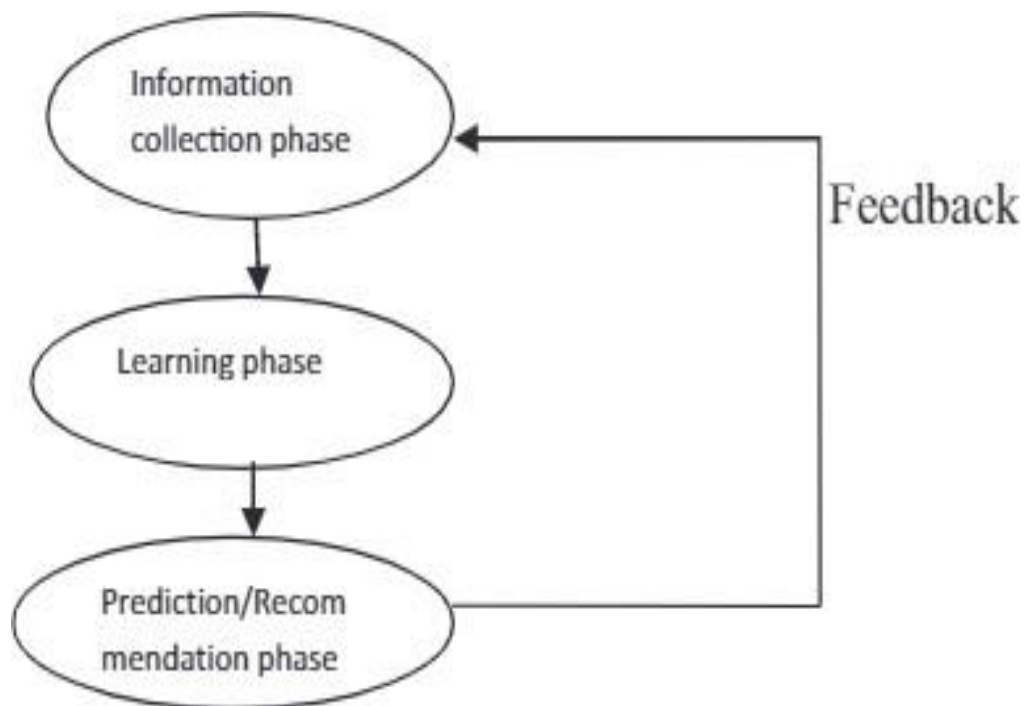 Information
collection phase
Feedback
Learning phase
Prediction/Recom
mendation phase